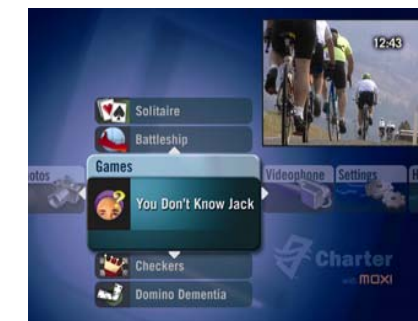 12:43
Solitaire
Battleship
otos
Games
Videophone
Settings
H
You Don't Know Jack
Checkers
Domino Dementia
Charter
with MOXI